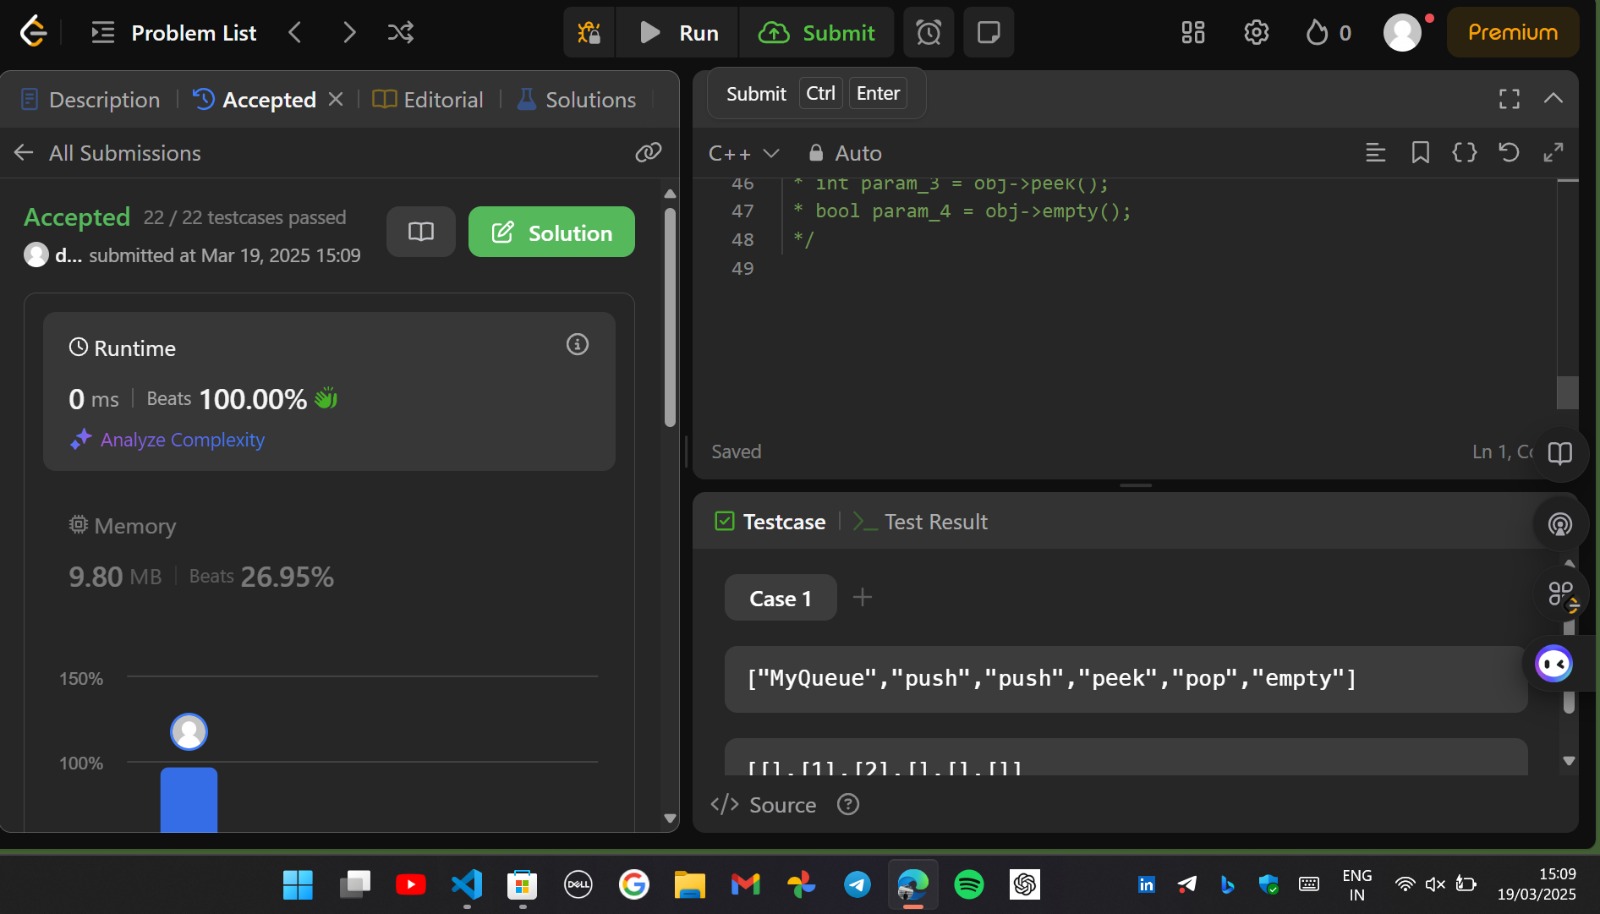 Problem List
Run
Submit
0
Premium
Description
Accepted
Editorial
Solutions
Submit Ctrl Enter
All Submissions
C++
Auto
Accepted 22 / 22 testcases passed
d... submitted at Mar 19, 2025 15:09
Solution
Runtime
0 ms Beats 100.00%
Analyze Complexity
Memory
9.80 MB Beats 26.95%
150%
100%
46 * int param_3 = obj->peek();
47 * bool param_4 = obj->empty();
48 */
49
Saved
Ln 1, Co
Testcase
>_ Test Result
Case 1 +
["MyQueue","push","push","peek","pop","empty"]
[[],[1],[2],[],[],[]]
</> Source ?
DELL
in
ENG
IN
15:09
19/03/2025